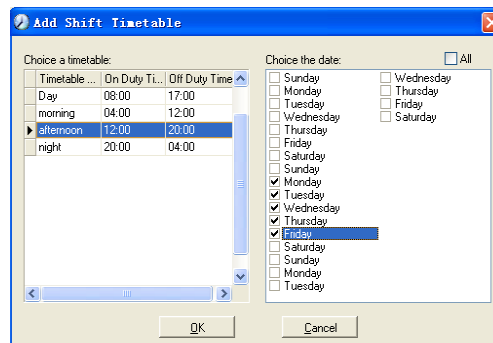 Add Shift Timetable
Choice a timetable:
Timetable ... On Duty Ti... Off Duty Time
Day 08:00 17:00
morning 04:00 12:00
afternoon 12:00 20:00
night 20:00 04:00
Choice the date:
All
Sunday
Monday
Tuesday
Wednesday
Thursday
Friday
Saturday
Sunday
Monday
Tuesday
Wednesday
Thursday
Friday
Saturday
Sunday
Monday
Tuesday
Wednesday
Thursday
Friday
Saturday
OK
Cancel